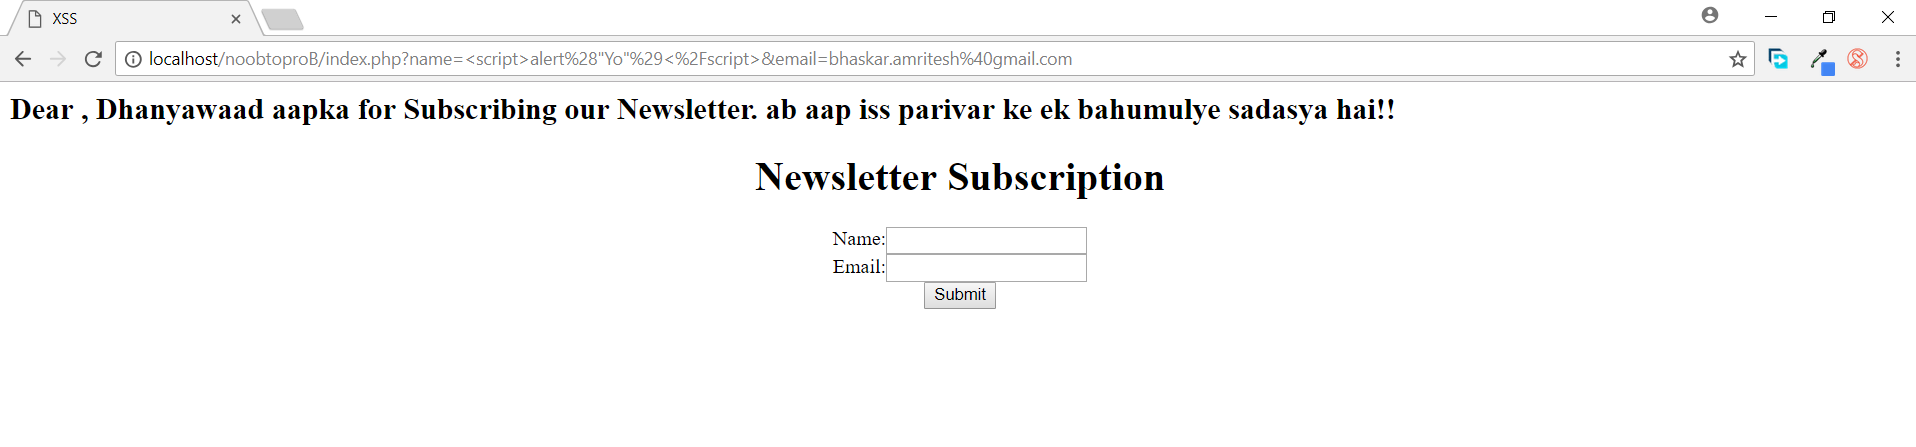 XSS
localhost/noobtoproB/index.php?name=<script>alert%28"Yo"%29<%2Fscript>&email=bhaskar.amritesh%40gmail.com
Dear , Dhanyawaad aapka for Subscribing our Newsletter. ab aap iss parivar ke ek bahumulye sadasya hai!!
Newsletter Subscription
Name:
Email:
Submit